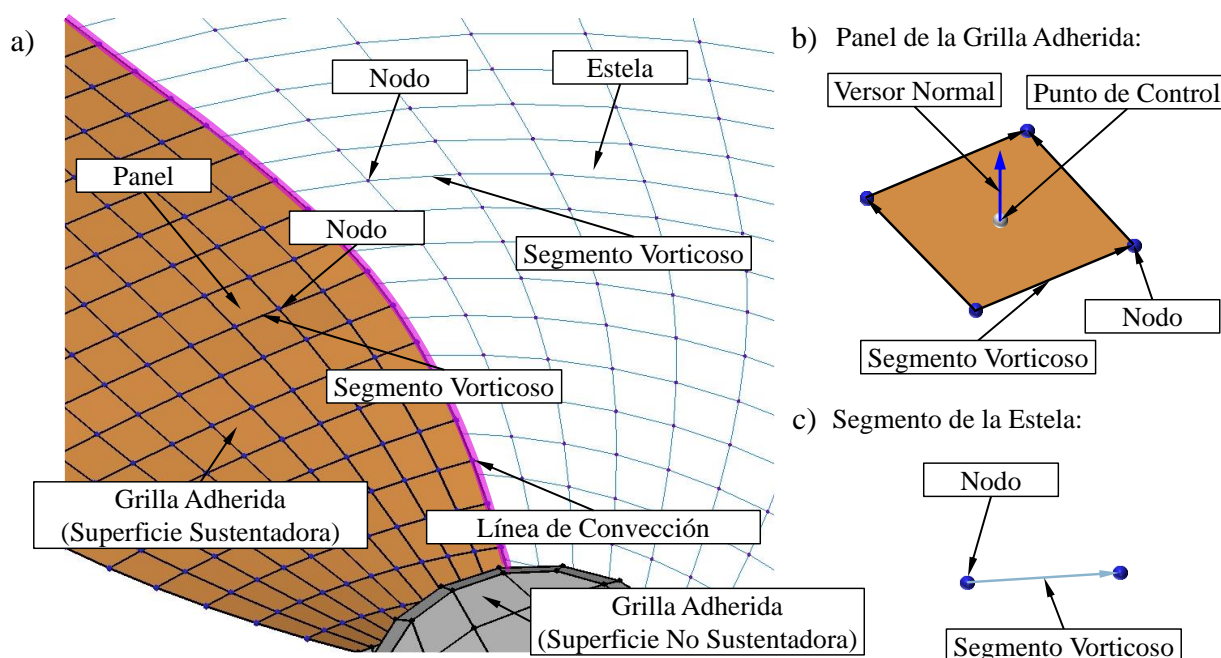 a)
Nodo
Estela
Panel
Nodo
Segmento Vorticoso
Segmento Vorticoso
Grilla Adherida
(Superficie Sustentadora)
Línea de Convección
Grilla Adherida
(Superficie No Sustentadora)
b) Panel de la Grilla Adherida:
Versor Normal
Punto de Control
Nodo
Segmento Vorticoso
c) Segmento de la Estela:
Nodo
Segmento Vorticoso